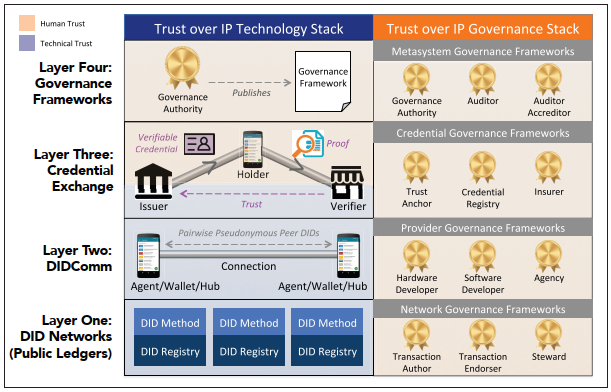 Human Trust
Technical Trust
Trust over IP Technology Stack
Trust over IP Governance Stack
Layer Four:
Governance
Frameworks
Governance
Authority
Publishes
Governance
Framework
Metasystem Governance Frameworks
Governance
Authority
Auditor
Auditor
Accreditor
Layer Three:
Credential
Exchange
Verifiable
Credential
Proof
Holder
Issuer
Trust
Verifier
Credential Governance Frameworks
Trust
Anchor
Credential
Registry
Insurer
Layer Two:
DIDComm
Pairwise Pseudonymous Peer DIDs
Connection
Agent/Wallet/Hub
Agent/Wallet/Hub
Provider Governance Frameworks
Hardware
Developer
Software
Developer
Agency
Layer One:
DID Networks
(Public Ledgers)
DID Method
DID Method
DID Method
DID Registry
DID Registry
DID Registry
Network Governance Frameworks
Transaction
Author
Transaction
Endorser
Steward